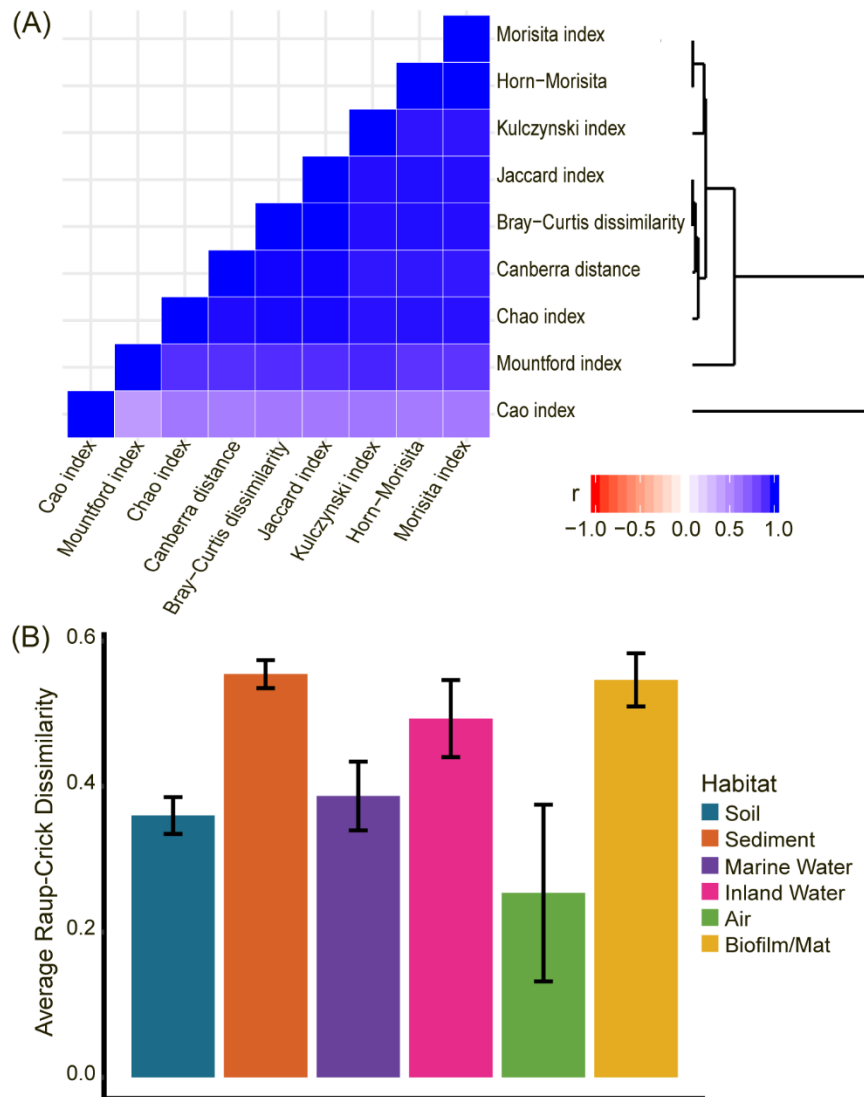 (A)
Morisita index
Horn−Morisita
Kulczynski index
Jaccard index
Bray−Curtis dissimilarity
Canberra distance
Chao index
Mountford index
Cao index
Cao index
Mountford index
Chao index
Canberra distance
Bray−Curtis dissimilarity
Jaccard index
Kulczynski index
Horn−Morisita
Morisita index
r
−1.0 −0.5 0.0 0.5 1.0
(B)
Average Raup-Crick Dissimilarity
0.6
0.4
0.2
0.0
Habitat
Soil
Sediment
Marine Water
Inland Water
Air
Biofilm/Mat